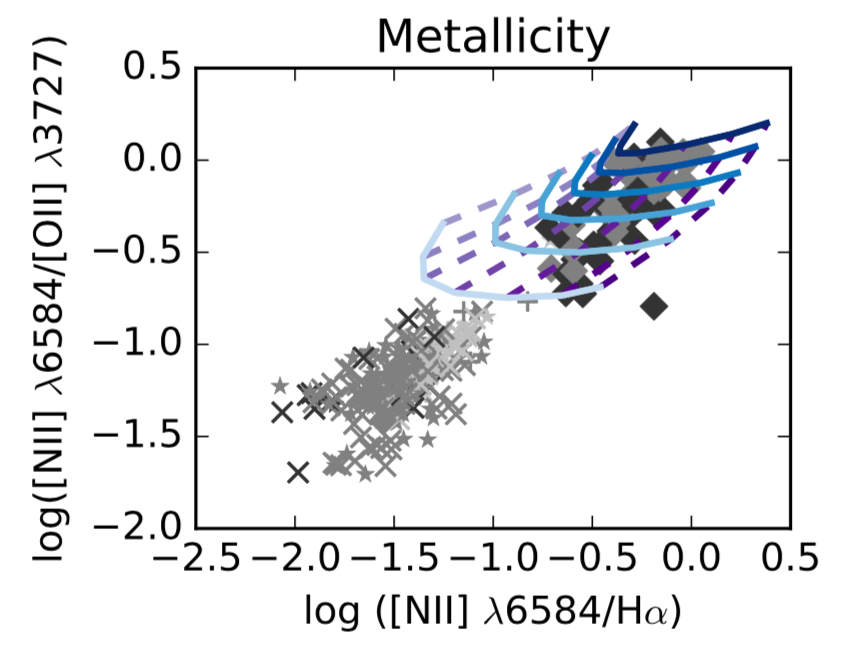 Metallicity
log([NII] λ6584/[OII] λ3727)
0.5
0.0
−0.5
−1.0
−1.5
−2.0
−2.5 −2.0 −1.5 −1.0 −0.5 0.0 0.5
log ([NII] λ6584/Hα)